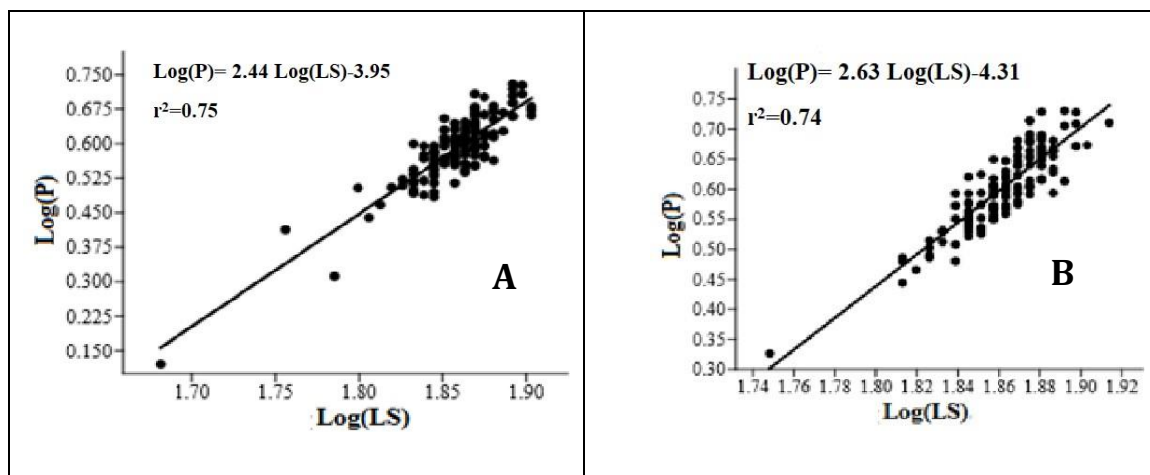 Log(P)= 2.44 Log(LS)-3.95
r²=0.75
0.750
0.675
0.600
0.525
0.450
0.375
0.300
0.225
0.150
Log(P)
A
1.70 1.75 1.80 1.85 1.90
Log(LS)
Log(P)= 2.63 Log(LS)-4.31
r²=0.74
0.75
0.70
0.65
0.60
0.55
0.50
0.45
0.40
0.35
0.30
Log(P)
B
1.74 1.76 1.78 1.80 1.82 1.84 1.86 1.88 1.90 1.92
Log(LS)